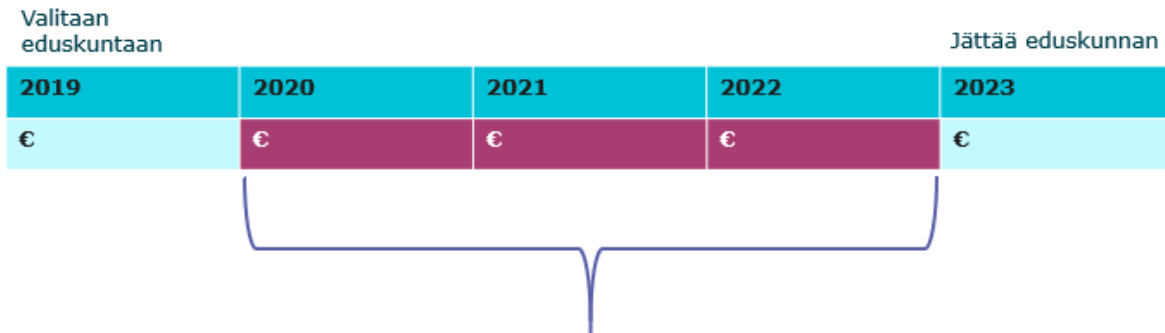 Valitaan
eduskuntaan
Jättää eduskunnan
2019 2020 2021 2022 2023
€ € € € €